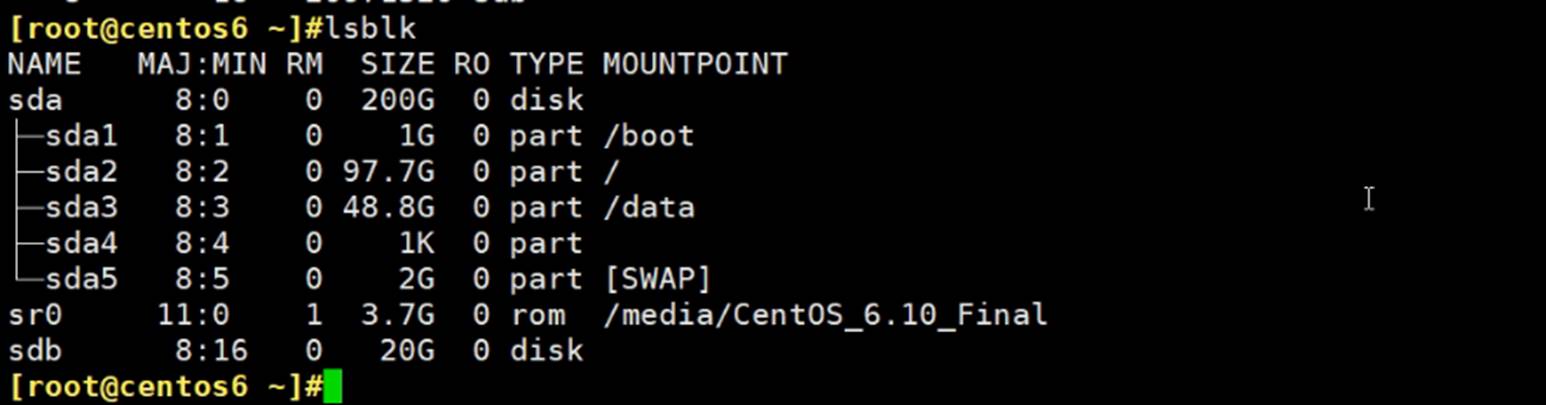 [root@centos6 ~]#lsblk
NAME   MAJ:MIN RM  SIZE RO TYPE MOUNTPOINT
sda      8:0    0  200G  0 disk
├─sda1   8:1    0    1G  0 part /boot
├─sda2   8:2    0 97.7G  0 part /
├─sda3   8:3    0 48.8G  0 part /data
├─sda4   8:4    0    1K  0 part
└─sda5   8:5    0    2G  0 part [SWAP]
sr0     11:0    1  3.7G  0 rom  /media/CentOS_6.10_Final
sdb      8:16   0   20G  0 disk
[root@centos6 ~]#